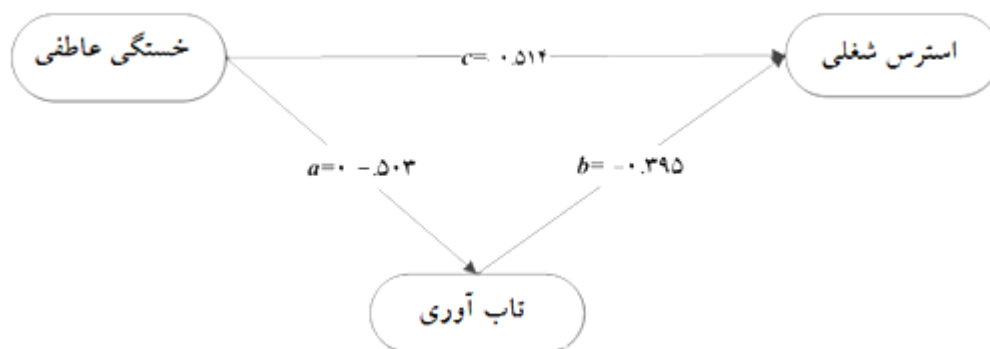 خستگی عاطفی
استرس شغلی
c= ۰.۵۱۴
a=۰ -.۵۰۳
b= -۰.۳۹۵
تاب آوری